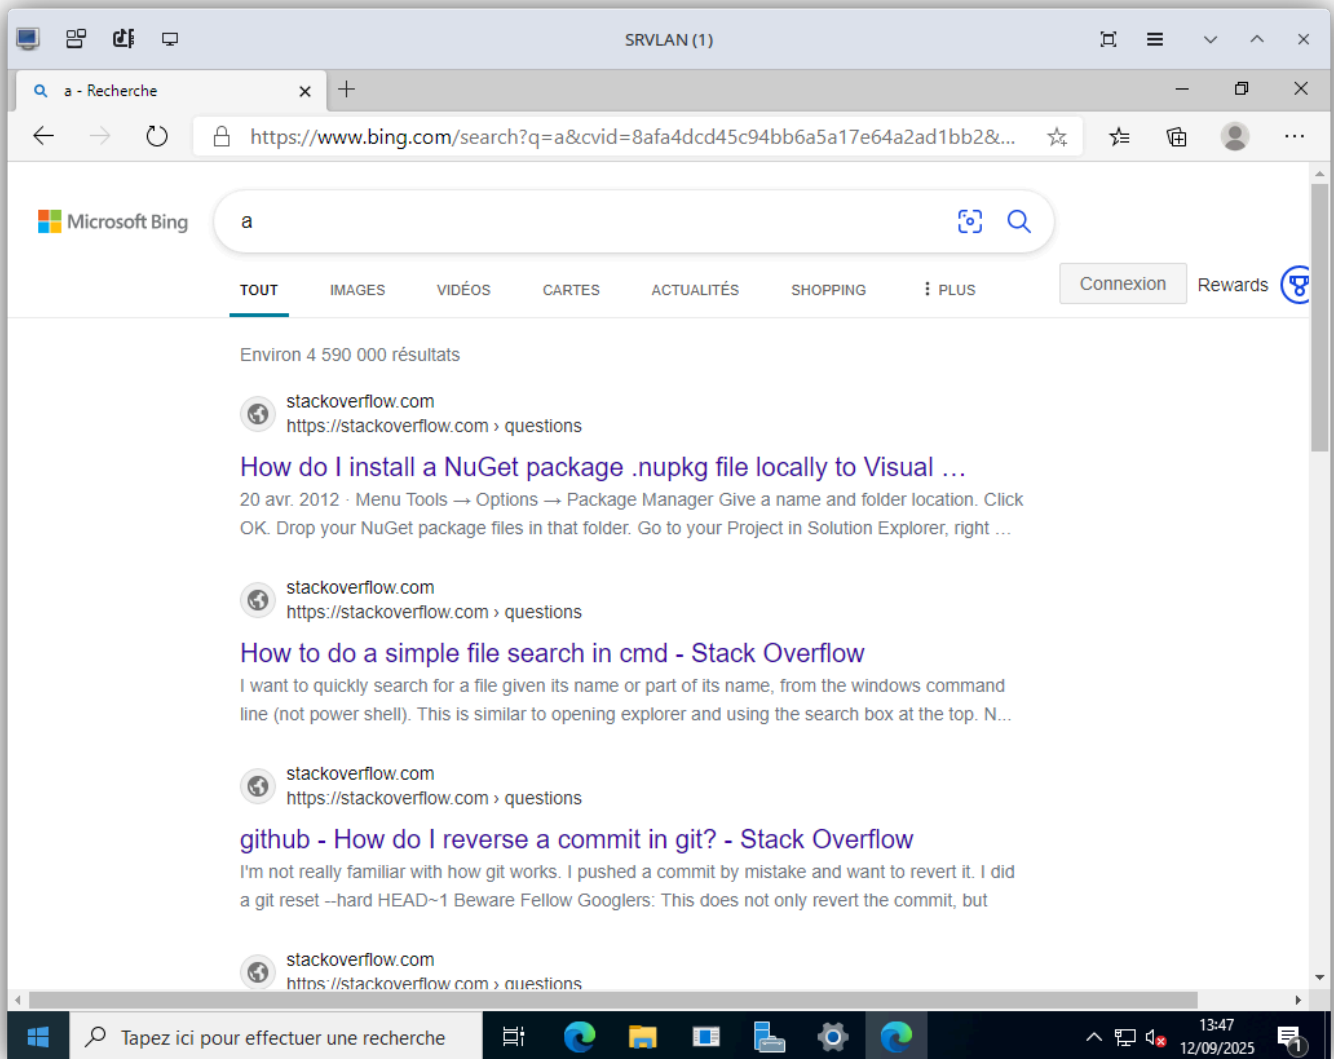 SRVLAN (1)
a - Recherche
https://www.bing.com/search?q=a&cvid=8afa4dcd45c94bb6a5a17e64a2ad1bb2&...
Microsoft Bing
a
TOUT IMAGES VIDÉOS CARTES ACTUALITÉS SHOPPING PLUS Connexion Rewards
Environ 4 590 000 résultats
stackoverflow.com
https://stackoverflow.com › questions
How do I install a NuGet package .nupkg file locally to Visual …
20 avr. 2012 · Menu Tools → Options → Package Manager Give a name and folder location. Click
OK. Drop your NuGet package files in that folder. Go to your Project in Solution Explorer, right …
stackoverflow.com
https://stackoverflow.com › questions
How to do a simple file search in cmd - Stack Overflow
I want to quickly search for a file given its name or part of its name, from the windows command
line (not power shell). This is similar to opening explorer and using the search box at the top. N...
stackoverflow.com
https://stackoverflow.com › questions
github - How do I reverse a commit in git? - Stack Overflow
I'm not really familiar with how git works. I pushed a commit by mistake and want to revert it. I did
a git reset --hard HEAD~1 Beware Fellow Googlers: This does not only revert the commit, but
stackoverflow.com
https://stackoverflow.com › questions
Tapez ici pour effectuer une recherche
13:47
12/09/2025
1